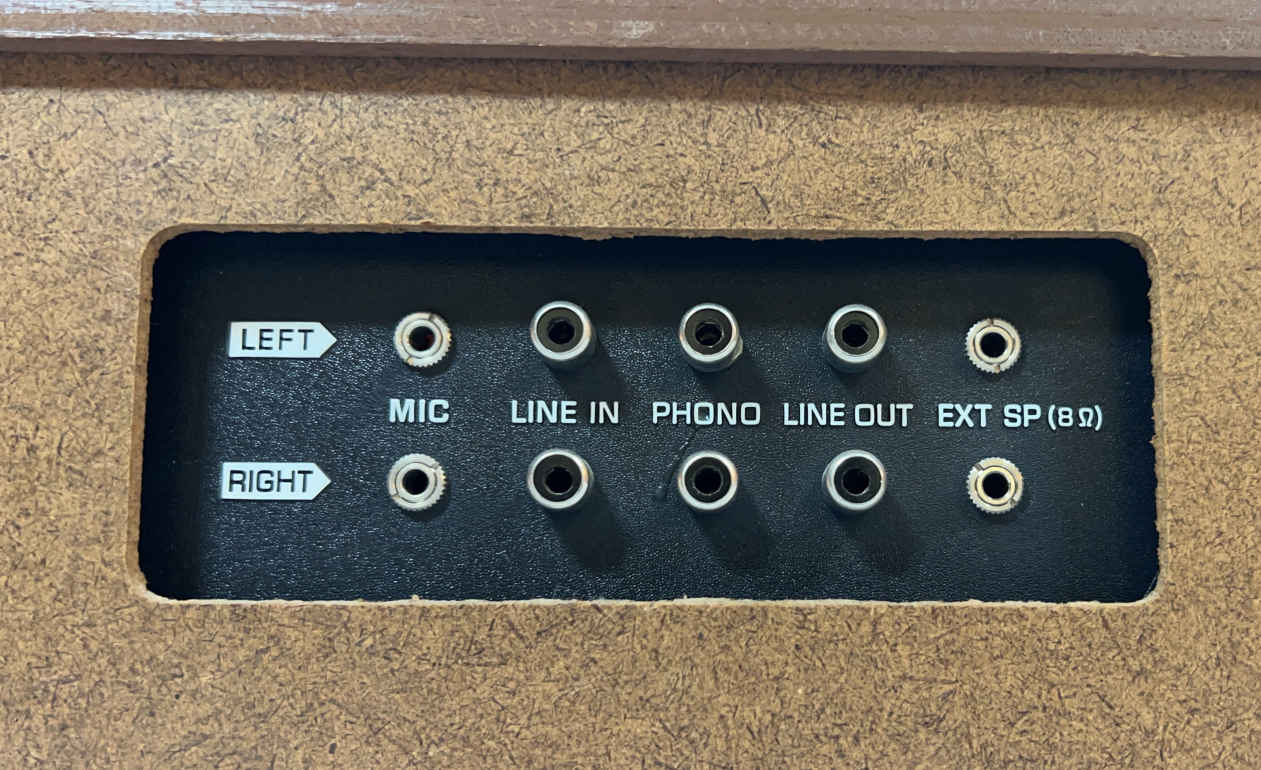 LEFT
MIC LINE IN PHONO LINE OUT EXT SP (8Ω)
RIGHT